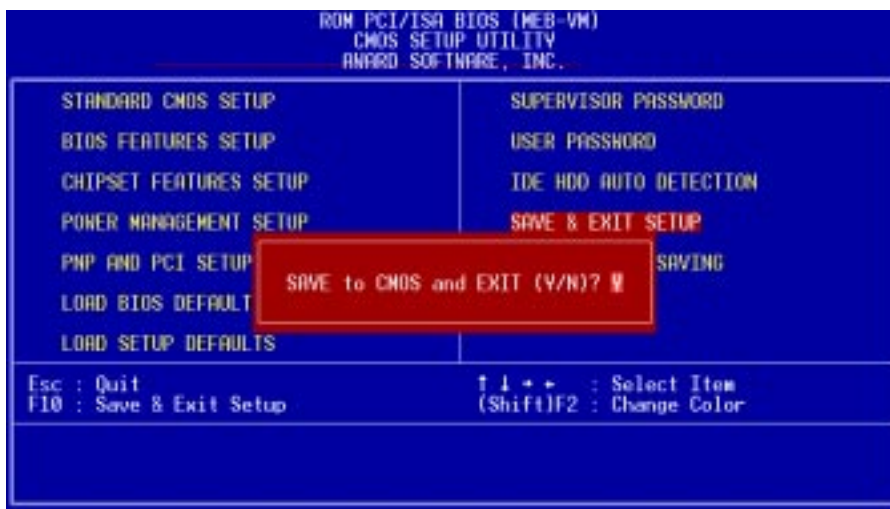 ROM PCI/ISA BIOS (MEB-VM)
CMOS SETUP UTILITY
AWARD SOFTWARE, INC.
STANDARD CMOS SETUP
BIOS FEATURES SETUP
CHIPSET FEATURES SETUP
POWER MANAGEMENT SETUP
PNP AND PCI SETUP
LOAD BIOS DEFAULT
LOAD SETUP DEFAULTS
SUPERVISOR PASSWORD
USER PASSWORD
IDE HDD AUTO DETECTION
SAVE & EXIT SETUP
SAVING
SAVE to CMOS and EXIT (Y/N)? Y
Esc : Quit
F10 : Save & Exit Setup
↑ ↓ → ← : Select Item
(Shift)F2 : Change Color